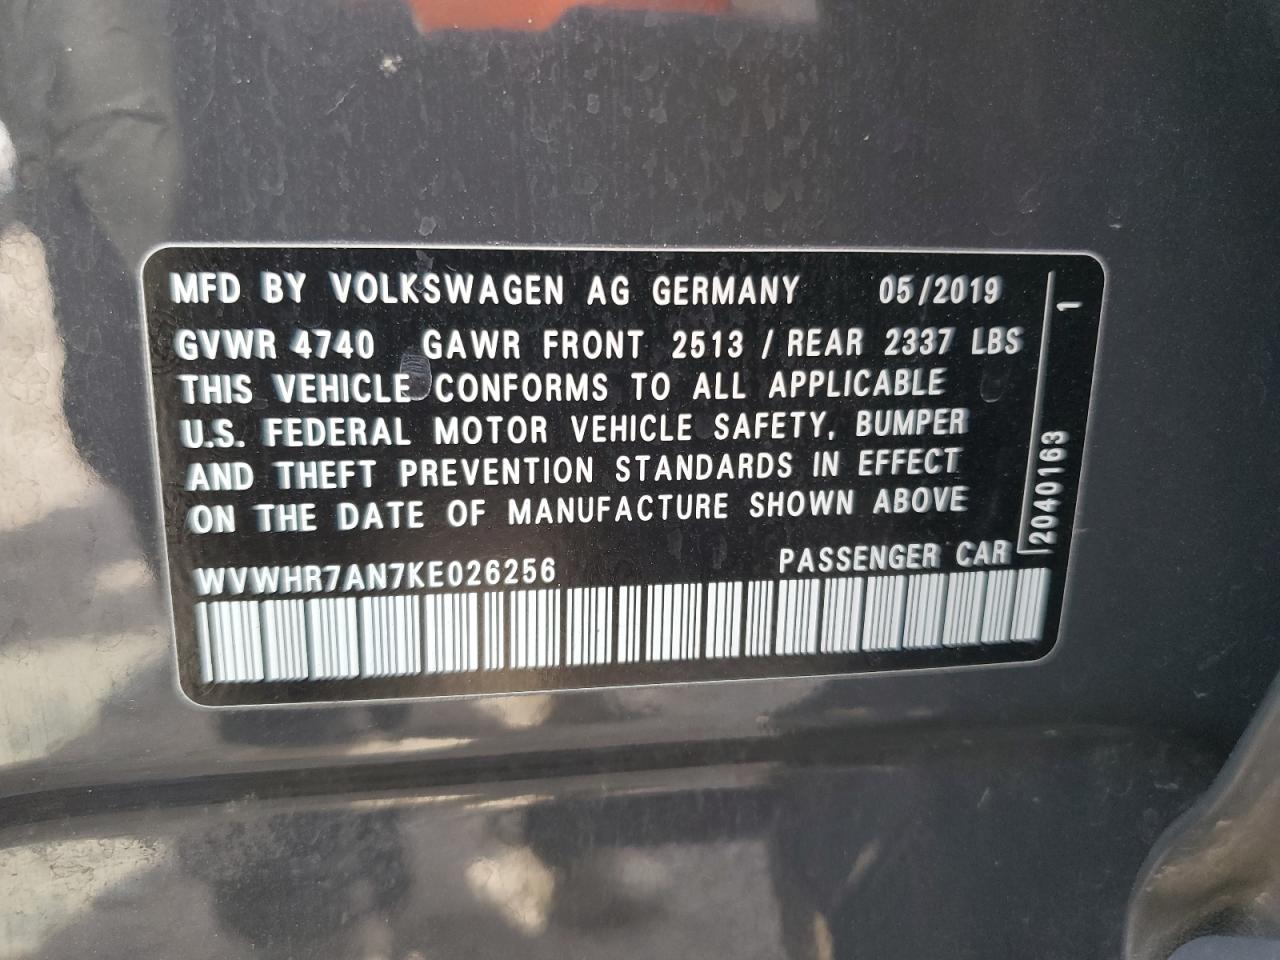 MFD BY VOLKSWAGEN AG GERMANY 05/2019
GVWR 4740 GAWR FRONT 2513 / REAR 2337 LBS
THIS VEHICLE CONFORMS TO ALL APPLICABLE
U.S. FEDERAL MOTOR VEHICLE SAFETY, BUMPER
AND THEFT PREVENTION STANDARDS IN EFFECT
ON THE DATE OF MANUFACTURE SHOWN ABOVE
WVWHR7AN7KE026256 PASSENGER CAR
2040163 1